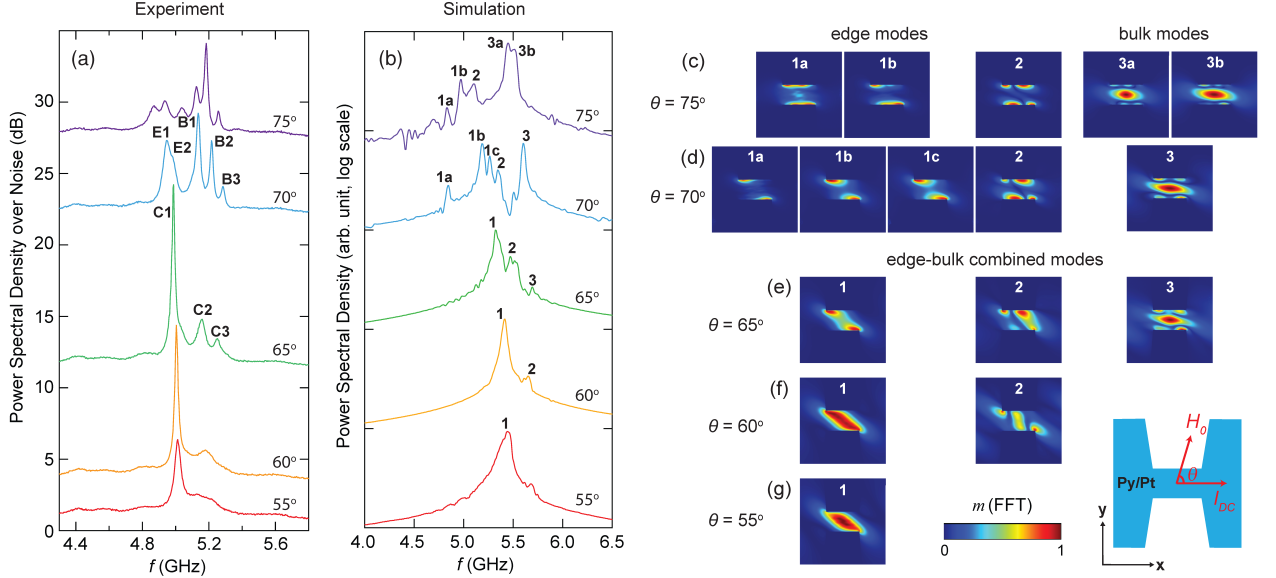 Experiment
(a)
Power Spectral Density over Noise (dB)
30
25
20
15
10
5
0
75°
E1
E2
B1
B2
B3
70°
C1
C2
C3
65°
60°
55°
4.4
4.8
5.2
5.6
f (GHz)
Simulation
(b)
Power Spectral Density (arb. unit, log scale)
1a
1b
2
3a
3b
75°
1a
1b
1c
2
3
70°
1
2
3
65°
1
2
60°
1
55°
4.0
4.5
5.0
5.5
6.0
6.5
f (GHz)
edge modes
bulk modes
(c)
θ = 75°
1a
1b
2
3a
3b
(d)
θ = 70°
1a
1b
1c
2
3
edge-bulk combined modes
(e)
θ = 65°
1
2
3
(f)
θ = 60°
1
2
(g)
θ = 55°
1
m (FFT)
0
1
H0
θ
Py/Pt
IDC
y
x